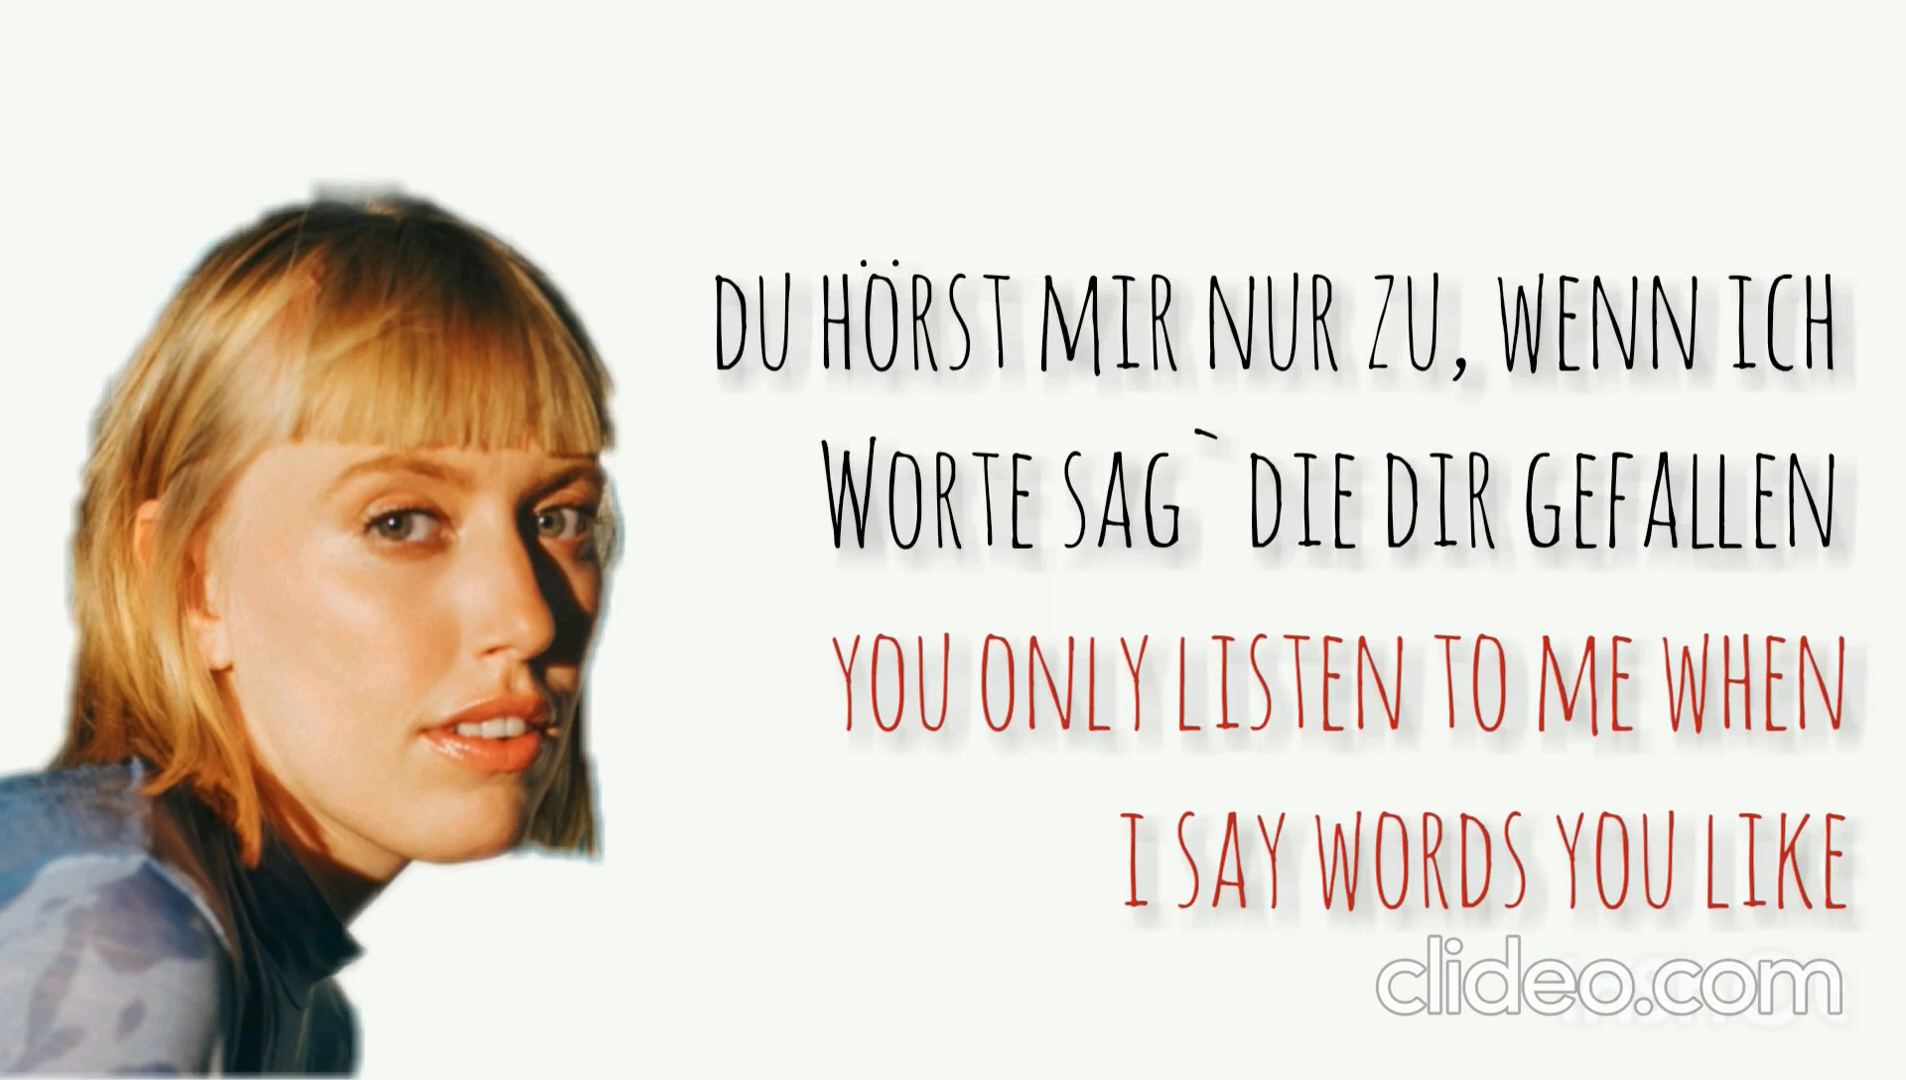 DU HÖRST MIR NUR ZU, WENN ICH
WORTE SAG` DIE DIR GEFALLEN
YOU ONLY LISTEN TO ME WHEN
I SAY WORDS YOU LIKE
clideo.com